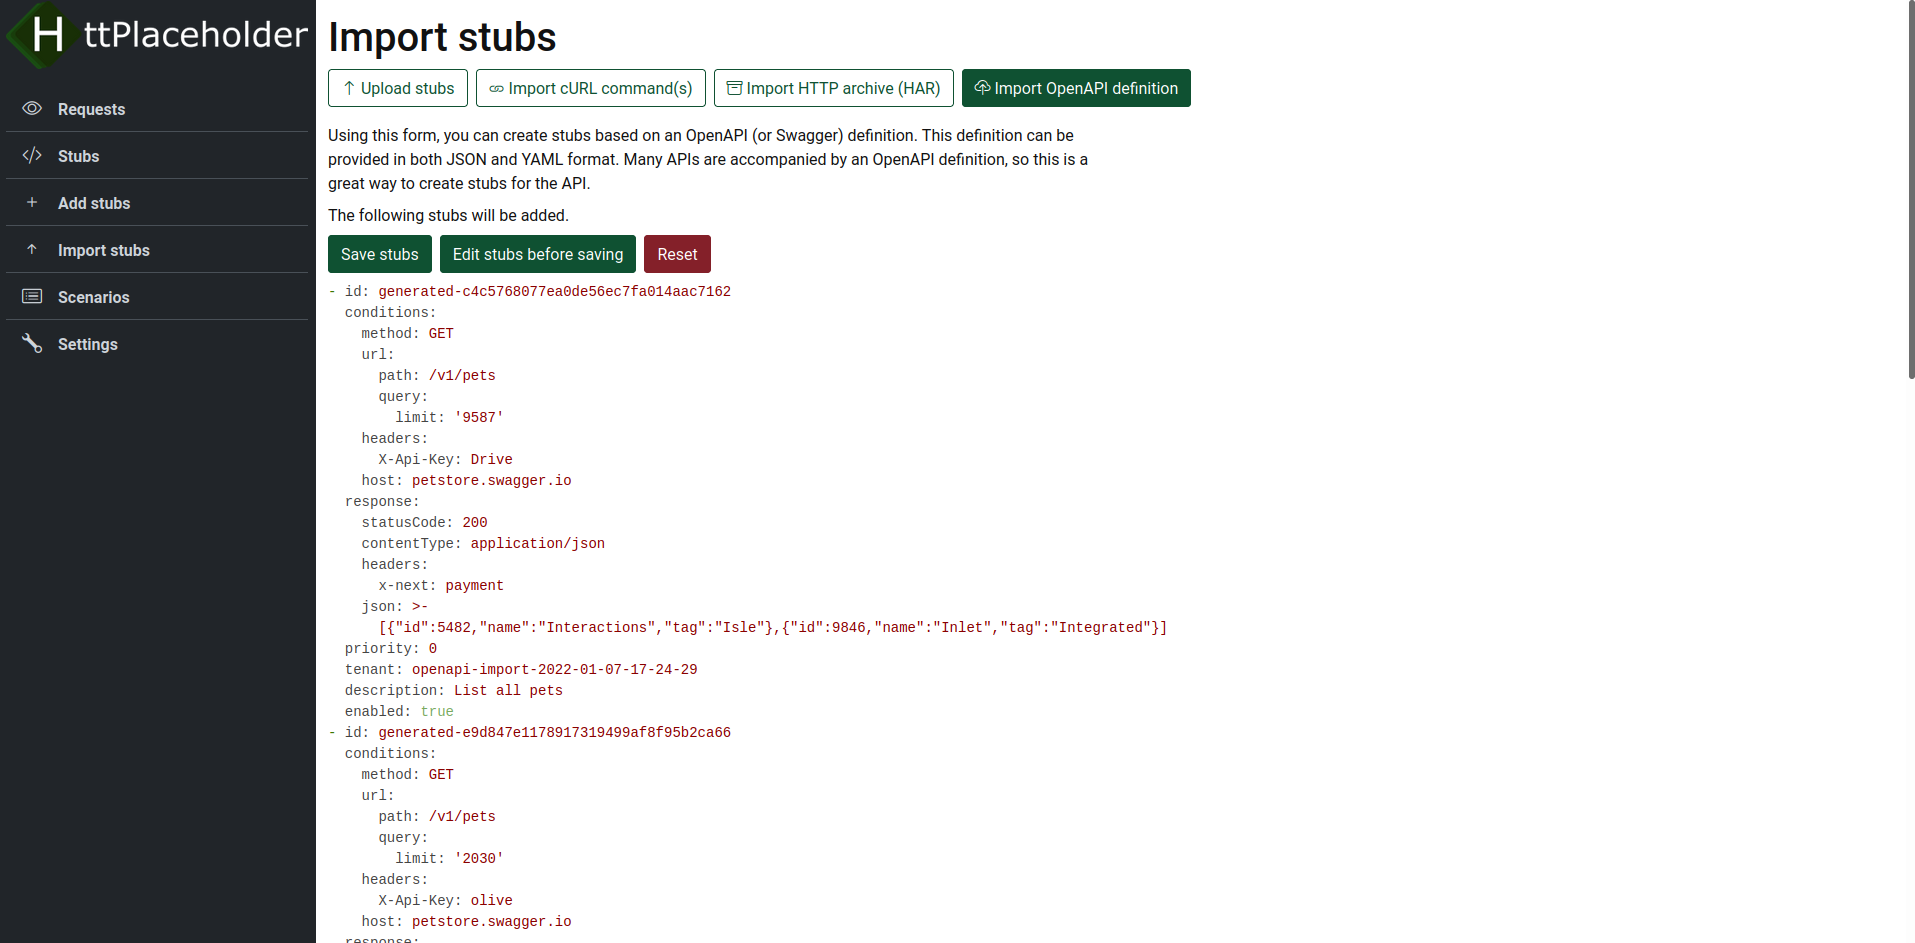 HttPlaceholder
Requests
Stubs
Add stubs
Import stubs
Scenarios
Settings
Import stubs
Upload stubs
Import cURL command(s)
Import HTTP archive (HAR)
Import OpenAPI definition
Using this form, you can create stubs based on an OpenAPI (or Swagger) definition. This definition can be
provided in both JSON and YAML format. Many APIs are accompanied by an OpenAPI definition, so this is a
great way to create stubs for the API.
The following stubs will be added.
Save stubs
Edit stubs before saving
Reset
- id: generated-c4c5768077ea0de56ec7fa014aac7162
  conditions:
    method: GET
    url:
      path: /v1/pets
      query:
        limit: '9587'
    headers:
      X-Api-Key: Drive
    host: petstore.swagger.io
  response:
    statusCode: 200
    contentType: application/json
    headers:
      x-next: payment
    json: >-
      [{"id":5482,"name":"Interactions","tag":"Isle"},{"id":9846,"name":"Inlet","tag":"Integrated"}]
  priority: 0
  tenant: openapi-import-2022-01-07-17-24-29
  description: List all pets
  enabled: true
- id: generated-e9d847e1178917319499af8f95b2ca66
  conditions:
    method: GET
    url:
      path: /v1/pets
      query:
        limit: '2030'
    headers:
      X-Api-Key: olive
    host: petstore.swagger.io
  response: